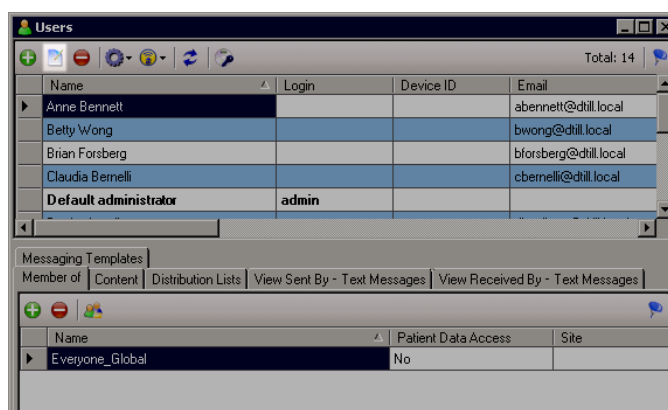 Users
Total: 14
Name Login Device ID Email
Anne Bennett abennett@dtill.local
Betty Wong bwong@dtill.local
Brian Forsberg bforsberg@dtill.local
Claudia Bernelli cbernelli@dtill.local
Default administrator admin
Messaging Templates
Member of Content Distribution Lists View Sent By - Text Messages View Received By - Text Messages
Name Patient Data Access Site
Everyone_Global No